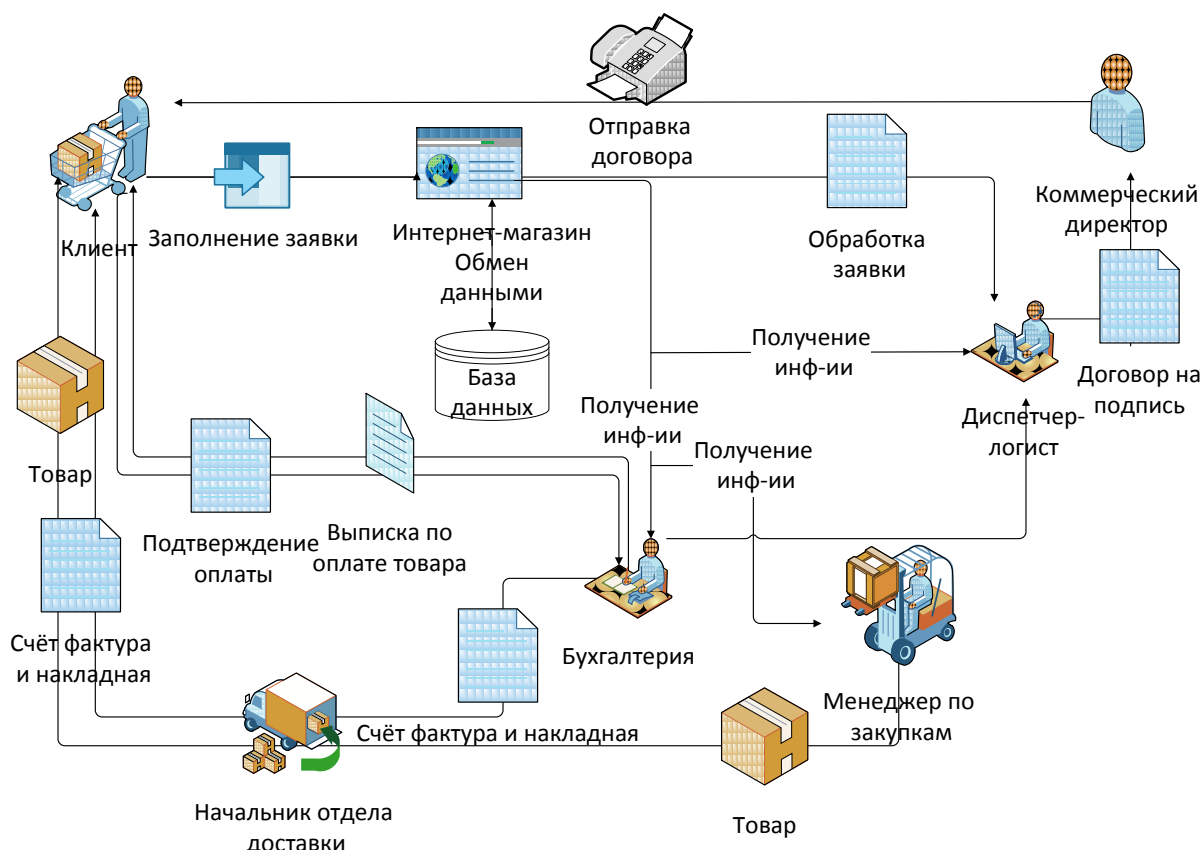 Отправка
договора
Клиент
Заполнение заявки
Интернет-магазин
Обмен
данными
Обработка
заявки
Коммерческий
директор
База
данных
Получение
инф-ии
Договор на
подпись
Диспетчер-
логист
Получение
инф-ии
Получение
инф-ии
Товар
Подтверждение
оплаты
Выписка по
оплате товара
Счёт фактура
и накладная
Бухгалтерия
Менеджер по
закупкам
Счёт фактура и накладная
Начальник отдела
доставки
Товар